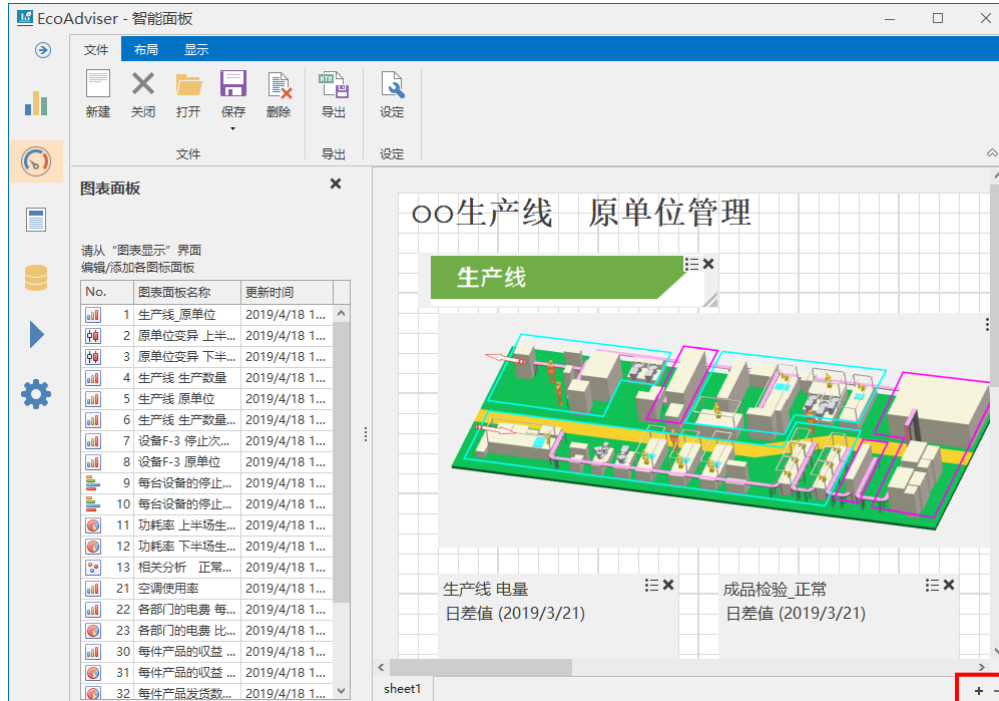 EcoAdviser - 智能面板
文件 布局 显示
新建 关闭 打开 保存 删除 导出 设定
文件 导出 设定
图表面板
请从“图表显示”界面
编辑/添加各图标面板
No. 图表面板名称 更新时间
1 生产线_原单位 2019/4/18 1...
2 原单位变异 上半... 2019/4/18 1...
3 原单位变异 下半... 2019/4/18 1...
4 生产线 生产数量 2019/4/18 1...
5 生产线 原单位 2019/4/18 1...
6 生产线 生产数量... 2019/4/18 1...
7 设备F-3 停止次... 2019/4/18 1...
8 设备F-3 原单位 2019/4/18 1...
9 每台设备的停止... 2019/4/18 1...
10 每台设备的停止... 2019/4/18 1...
11 功耗率 上半场生... 2019/4/18 1...
12 功耗率 下半场生... 2019/4/18 1...
13 相关分析 正常... 2019/4/18 1...
21 空调使用率 2019/4/18 1...
22 各部门的电费 每... 2019/4/18 1...
23 各部门的电费 比... 2019/4/18 1...
30 每件产品的收益 ... 2019/4/18 1...
31 每件产品的收益 ... 2019/4/18 1...
32 每件产品发货数... 2019/4/18 1...
oo生产线 原单位管理
生产线
生产线 电量
日差值 (2019/3/21)
成品检验_正常
日差值 (2019/3/21)
sheet1